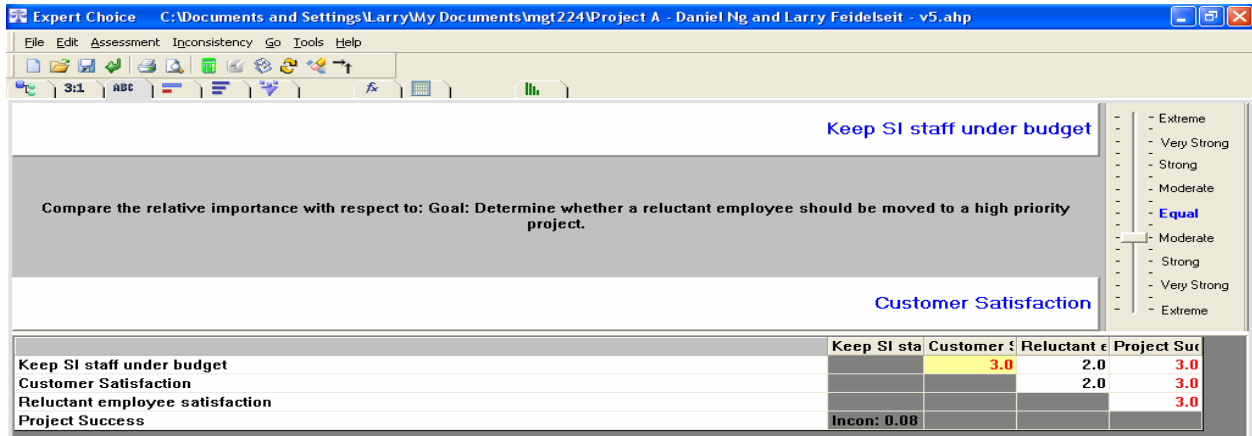 Expert Choice C:\Documents and Settings\Larry\My Documents\mgt224\Project A - Daniel Ng and Larry Feidelseit - v5.ahp
File Edit Assessment Inconsistency Go Tools Help
3:1 ABC fx
Keep SI staff under budget
Compare the relative importance with respect to: Goal: Determine whether a reluctant employee should be moved to a high priority
project.
Customer Satisfaction
Extreme
Very Strong
Strong
Moderate
Equal
Moderate
Strong
Very Strong
Extreme
Keep SI sta Customer S Reluctant e Project Suc
Keep SI staff under budget 3.0 2.0 3.0
Customer Satisfaction 2.0 3.0
Reluctant employee satisfaction 3.0
Project Success Incon: 0.08